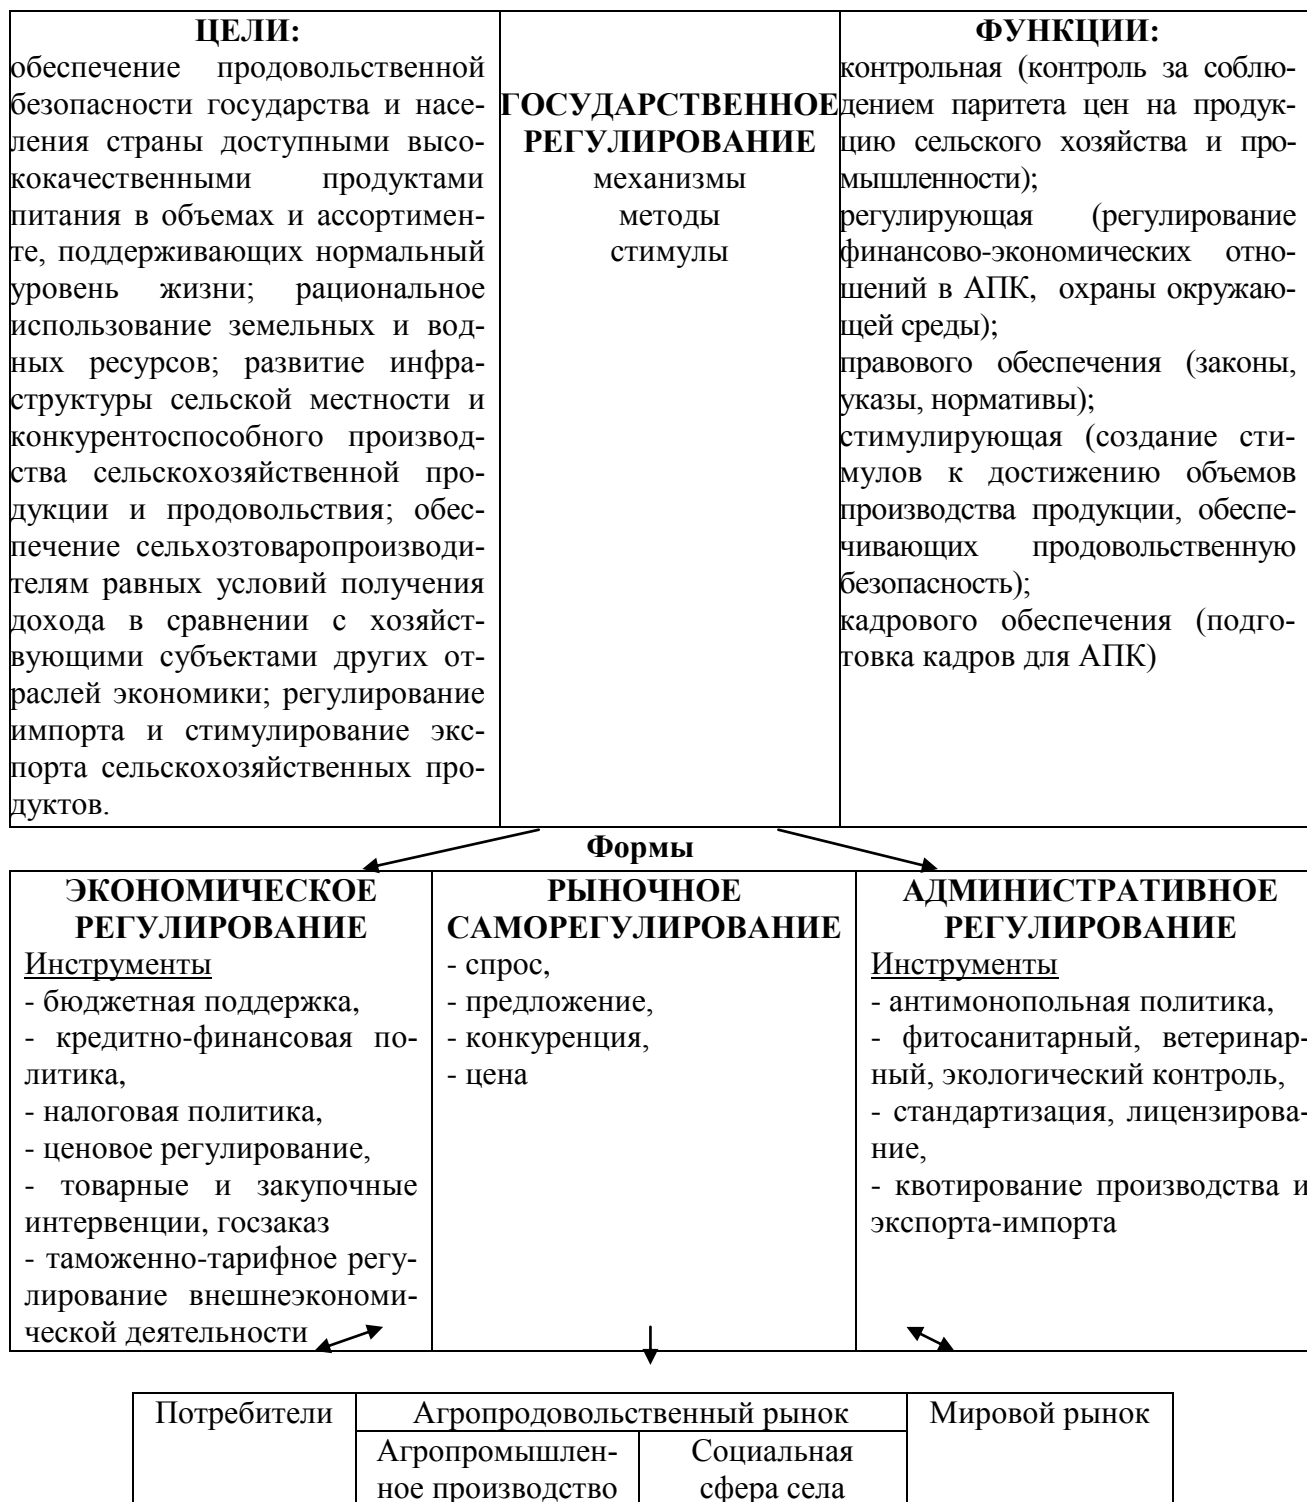 ЦЕЛИ:
обеспечение продовольственной
безопасности государства и насе-
ления страны доступными высо-
кокачественными продуктами
питания в объемах и ассортимен-
те, поддерживающих нормальный
уровень жизни; рациональное
использование земельных и вод-
ных ресурсов; развитие инфра-
структуры сельской местности и
конкурентоспособного производ-
ства сельскохозяйственной про-
дукции и продовольствия; обес-
печение сельхозтоваропроизводи-
телям равных условий получения
дохода в сравнении с хозяйст-
вующими субъектами других от-
раслей экономики; регулирование
импорта и стимулирование экс-
порта сельскохозяйственных про-
дуктов.
ГОСУДАРСТВЕННОЕ
РЕГУЛИРОВАНИЕ
механизмы
методы
стимулы
ФУНКЦИИ:
контрольная (контроль за соблю-
дением паритета цен на продук-
цию сельского хозяйства и про-
мышленности);
регулирующая (регулирование
финансово-экономических отно-
шений в АПК, охраны окружаю-
щей среды);
правового обеспечения (законы,
указы, нормативы);
стимулирующая (создание сти-
мулов к достижению объемов
производства продукции, обеспе-
чивающих продовольственную
безопасность);
кадрового обеспечения (подго-
товка кадров для АПК)
Формы
ЭКОНОМИЧЕСКОЕ
РЕГУЛИРОВАНИЕ
Инструменты
- бюджетная поддержка,
- кредитно-финансовая по-
литика,
- налоговая политика,
- ценовое регулирование,
- товарные и закупочные
интервенции, госзаказ
- таможенно-тарифное регу-
лирование внешнеэкономи-
ческой деятельности
РЫНОЧНОЕ
САМОРЕГУЛИРОВАНИЕ
- спрос,
- предложение,
- конкуренция,
- цена
АДМИНИСТРАТИВНОЕ
РЕГУЛИРОВАНИЕ
Инструменты
- антимонопольная политика,
- фитосанитарный, ветеринар-
ный, экологический контроль,
- стандартизация, лицензирова-
ние,
- квотирование производства и
экспорта-импорта
Потребители
Агропродовольственный рынок
Агропромышлен-
ное производство
Социальная
сфера села
Мировой рынок